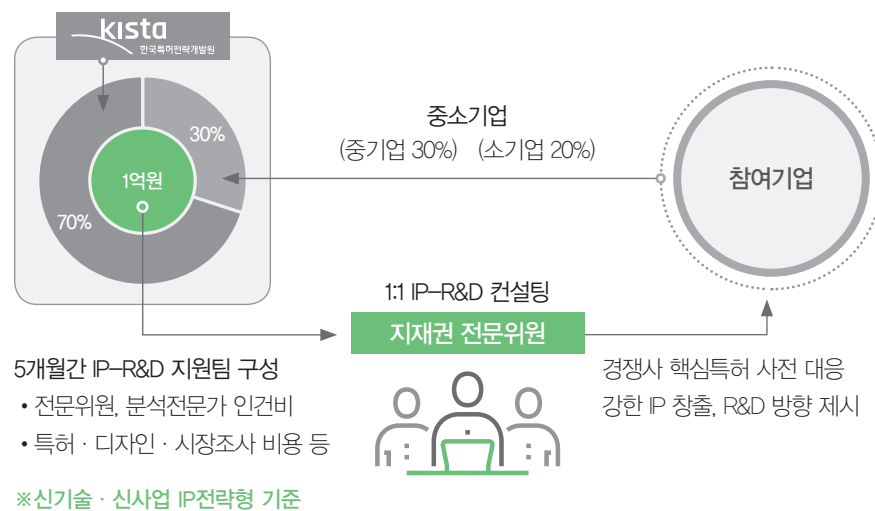 kista
한국특허전략개발원
30%
1억원
70%
중소기업
(중기업 30%) (소기업 20%)
참여기업
1:1 IP–R&D 컨설팅
지재권 전문위원
5개월간 IP–R&D 지원팀 구성
• 전문위원, 분석전문가 인건비
• 특허 · 디자인 · 시장조사 비용 등
경쟁사 핵심특허 사전 대응
강한 IP 창출, R&D 방향 제시
※신기술 · 신사업 IP전략형 기준